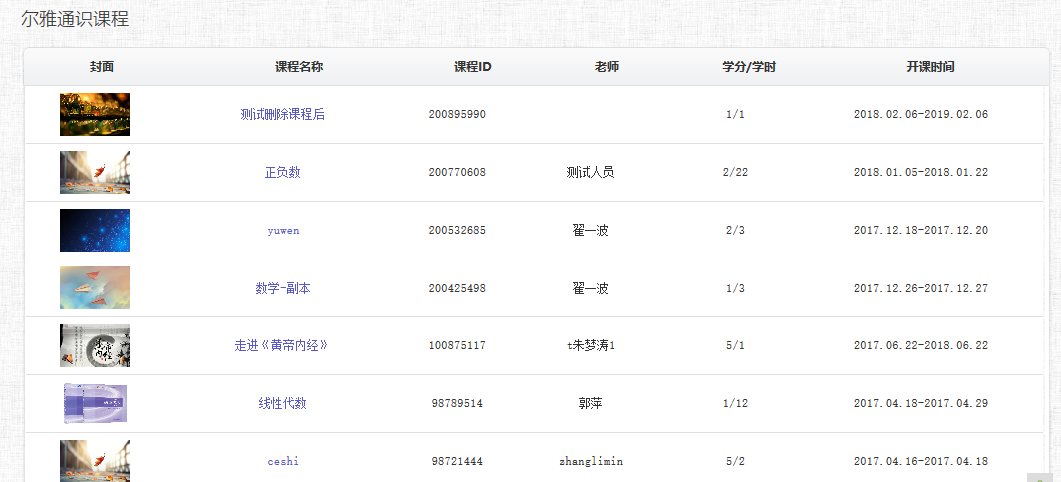 尔雅通识课程
封面 课程名称 课程ID 老师 学分/学时 开课时间
测试删除课程后 200895990 1/1 2018.02.06-2019.02.06
正负数 200770608 测试人员 2/22 2018.01.05-2018.01.22
yuwen 200532685 翟一波 2/3 2017.12.18-2017.12.20
数学-副本 200425498 翟一波 1/3 2017.12.26-2017.12.27
走进《黄帝内经》 100875117 t朱梦涛1 5/1 2017.06.22-2018.06.22
线性代数 98789514 郭萍 1/12 2017.04.18-2017.04.29
ceshi 98721444 zhanglimin 5/2 2017.04.16-2017.04.18